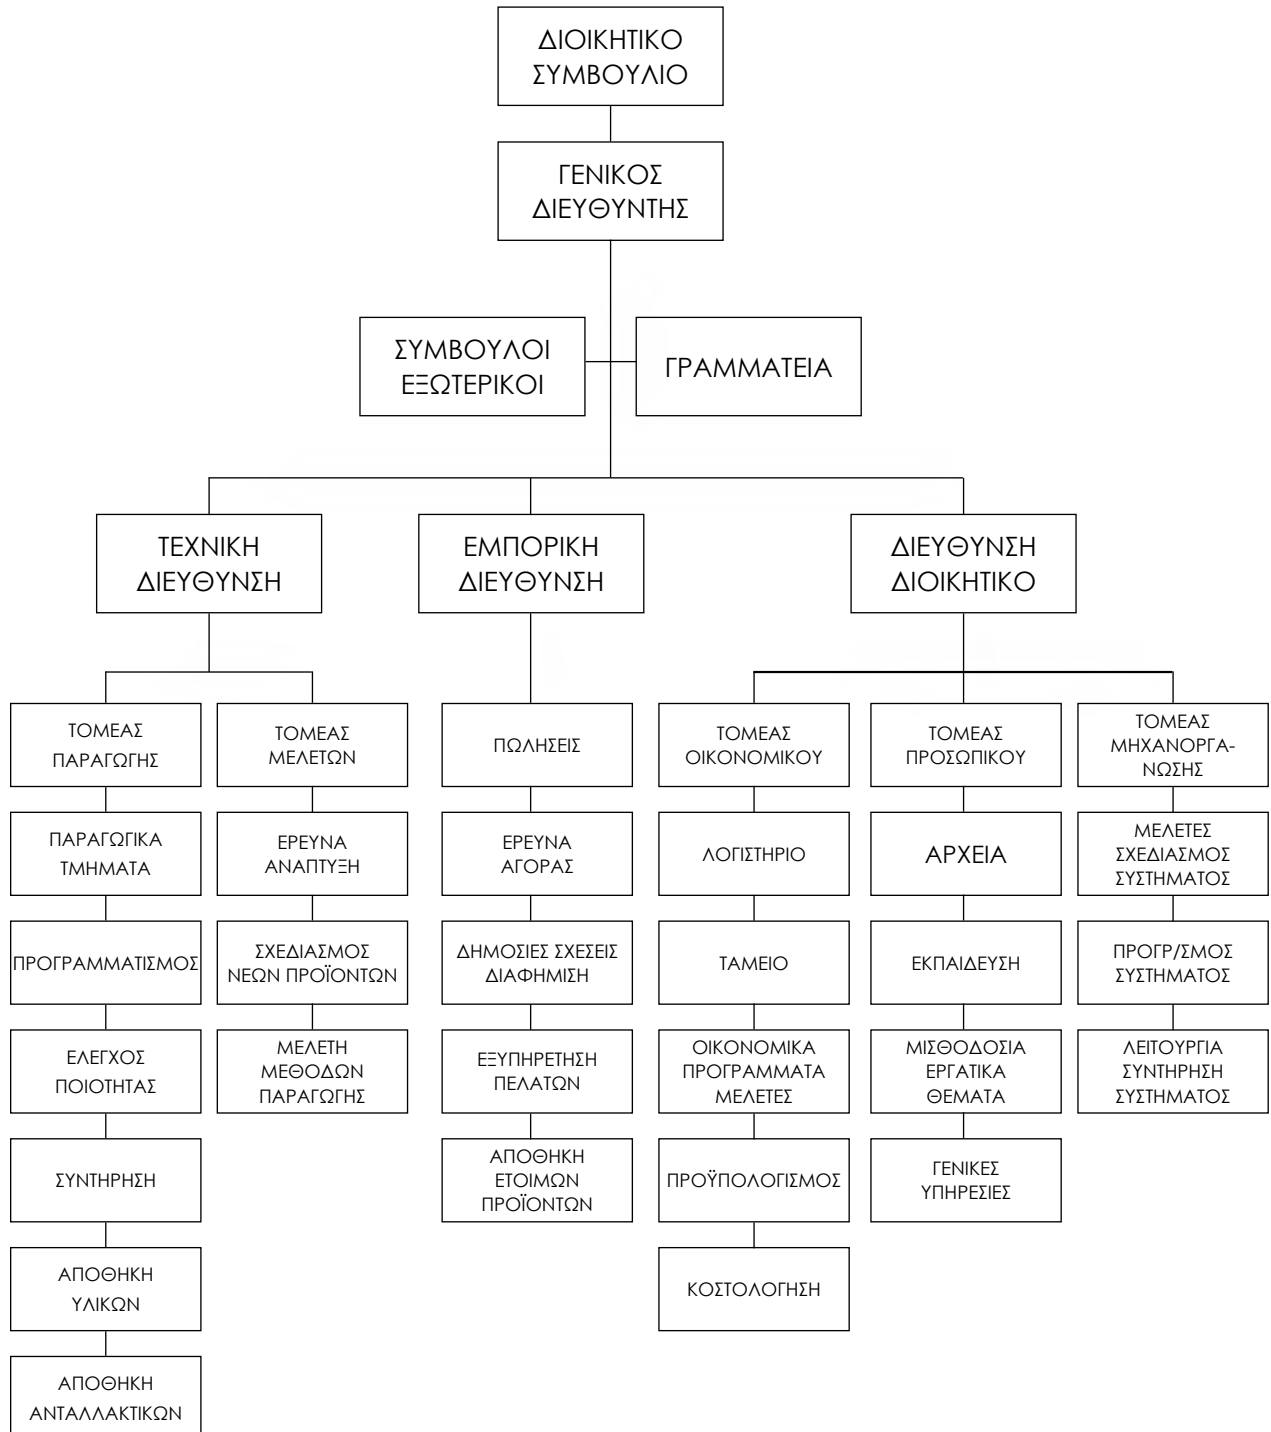 ΔΙΟΙΚΗΤΙΚΟ
ΣΥΜΒΟΥΛΙΟ
ΓΕΝΙΚΟΣ
ΔΙΕΥΘΥΝΤΗΣ
ΣΥΜΒΟΥΛΟΙ
ΕΞΩΤΕΡΙΚΟΙ
ΓΡΑΜΜΑΤΕΙΑ
ΤΕΧΝΙΚΗ
ΔΙΕΥΘΥΝΣΗ
ΕΜΠΟΡΙΚΗ
ΔΙΕΥΘΥΝΣΗ
ΔΙΕΥΘΥΝΣΗ
ΔΙΟΙΚΗΤΙΚΟ
ΤΟΜΕΑΣ
ΠΑΡΑΓΩΓΗΣ
ΤΟΜΕΑΣ
ΜΕΛΕΤΩΝ
ΠΩΛΗΣΕΙΣ
ΤΟΜΕΑΣ
ΟΙΚΟΝΟΜΙΚΟΥ
ΤΟΜΕΑΣ
ΠΡΟΣΩΠΙΚΟΥ
ΤΟΜΕΑΣ
ΜΗΧΑΝΟΡΓΑ-
ΝΩΣΗΣ
ΠΑΡΑΓΩΓΙΚΑ
ΤΜΗΜΑΤΑ
ΕΡΕΥΝΑ
ΑΝΑΠΤΥΞΗ
ΕΡΕΥΝΑ
ΑΓΟΡΑΣ
ΛΟΓΙΣΤΗΡΙΟ
ΑΡΧΕΙΑ
ΜΕΛΕΤΕΣ
ΣΧΕΔΙΑΣΜΟΣ
ΣΥΣΤΗΜΑΤΟΣ
ΠΡΟΓΡΑΜΜΑΤΙΣΜΟΣ
ΣΧΕΔΙΑΣΜΟΣ
ΝΕΩΝ ΠΡΟΪΟΝΤΩΝ
ΔΗΜΟΣΙΕΣ ΣΧΕΣΕΙΣ
ΔΙΑΦΗΜΙΣΗ
ΤΑΜΕΙΟ
ΕΚΠΑΙΔΕΥΣΗ
ΠΡΟΓΡ/ΣΜΟΣ
ΣΥΣΤΗΜΑΤΟΣ
ΕΛΕΓΧΟΣ
ΠΟΙΟΤΗΤΑΣ
ΜΕΛΕΤΗ
ΜΕΘΟΔΩΝ
ΠΑΡΑΓΩΓΗΣ
ΕΞΥΠΗΡΕΤΗΣΗ
ΠΕΛΑΤΩΝ
ΟΙΚΟΝΟΜΙΚΑ
ΠΡΟΓΡΑΜΜΑΤΑ
ΜΕΛΕΤΕΣ
ΜΙΣΘΟΔΟΣΙΑ
ΕΡΓΑΤΙΚΑ
ΘΕΜΑΤΑ
ΛΕΙΤΟΥΡΓΙΑ
ΣΥΝΤΗΡΗΣΗ
ΣΥΣΤΗΜΑΤΟΣ
ΣΥΝΤΗΡΗΣΗ
ΑΠΟΘΗΚΗ
ΕΤΟΙΜΩΝ
ΠΡΟΪΟΝΤΩΝ
ΠΡΟΫΠΟΛΟΓΙΣΜΟΣ
ΓΕΝΙΚΕΣ
ΥΠΗΡΕΣΙΕΣ
ΑΠΟΘΗΚΗ
ΥΛΙΚΩΝ
ΚΟΣΤΟΛΟΓΗΣΗ
ΑΠΟΘΗΚΗ
ΑΝΤΑΛΛΑΚΤΙΚΩΝ